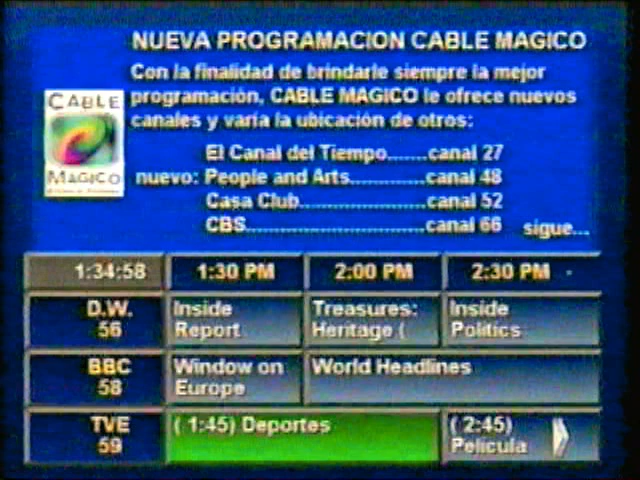 NUEVA PROGRAMACION CABLE MAGICO
Con la finalidad de brindarle siempre la mejor
programación, CABLE MAGICO le ofrece nuevos
canales y varía la ubicación de otros:
CABLE
MAGICO
El Canal del Tiempo.......canal 27
nuevo: People and Arts..............canal 48
Casa Club.......................canal 52
CBS.................................canal 66
sigue...
1:34:58 1:30 PM 2:00 PM 2:30 PM
D.W. Inside Treasures: Inside
56 Report Heritage ( Politics
BBC Window on World Headlines
58 Europe
TVE ( 1:45) Deportes ( 2:45)
59 Pelicula